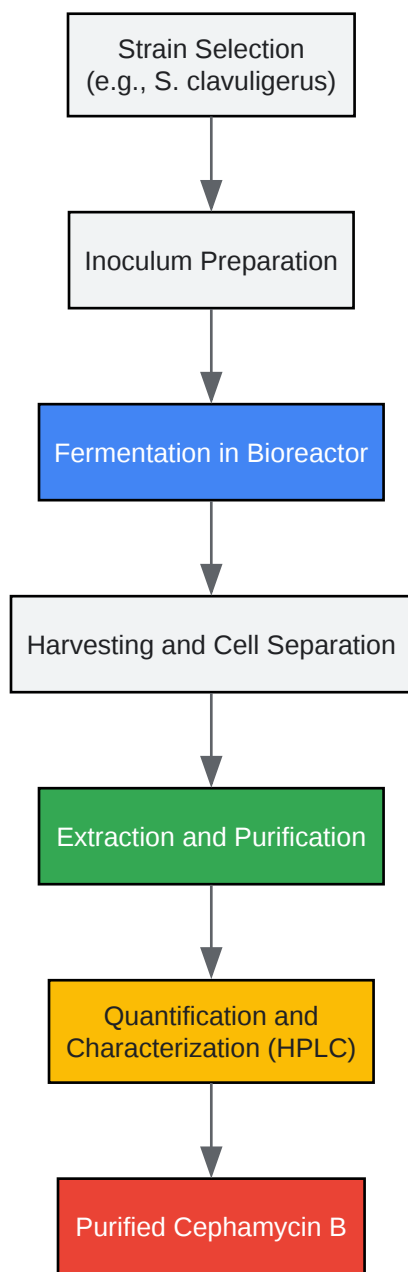 Strain Selection
(e.g., S. clavuligerus)
Inoculum Preparation
Fermentation in Bioreactor
Harvesting and Cell Separation
Extraction and Purification
Quantification and
Characterization (HPLC)
Purified Cephamycin B